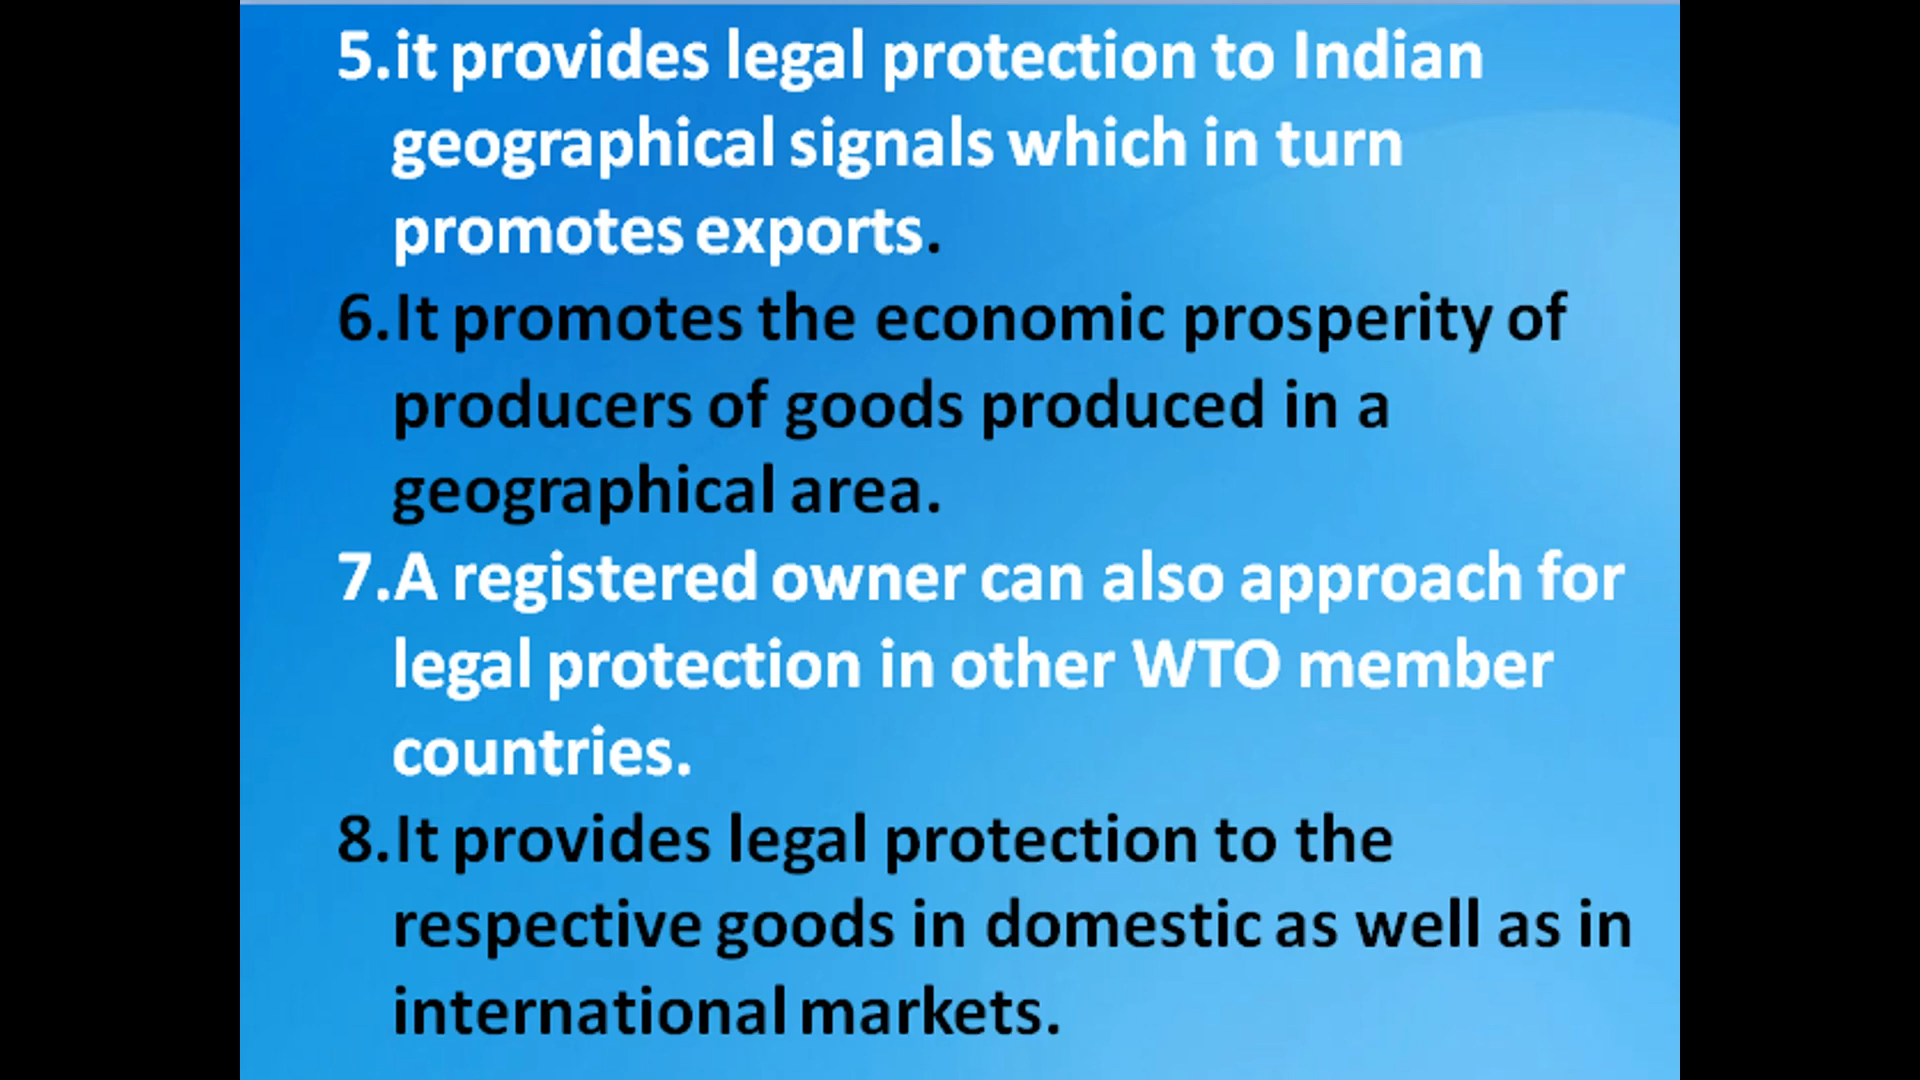 5.it provides legal protection to Indian
geographical signals which in turn
promotes exports.
6.It promotes the economic prosperity of
producers of goods produced in a
geographical area.
7.A registered owner can also approach for
legal protection in other WTO member
countries.
8.It provides legal protection to the
respective goods in domestic as well as in
international markets.